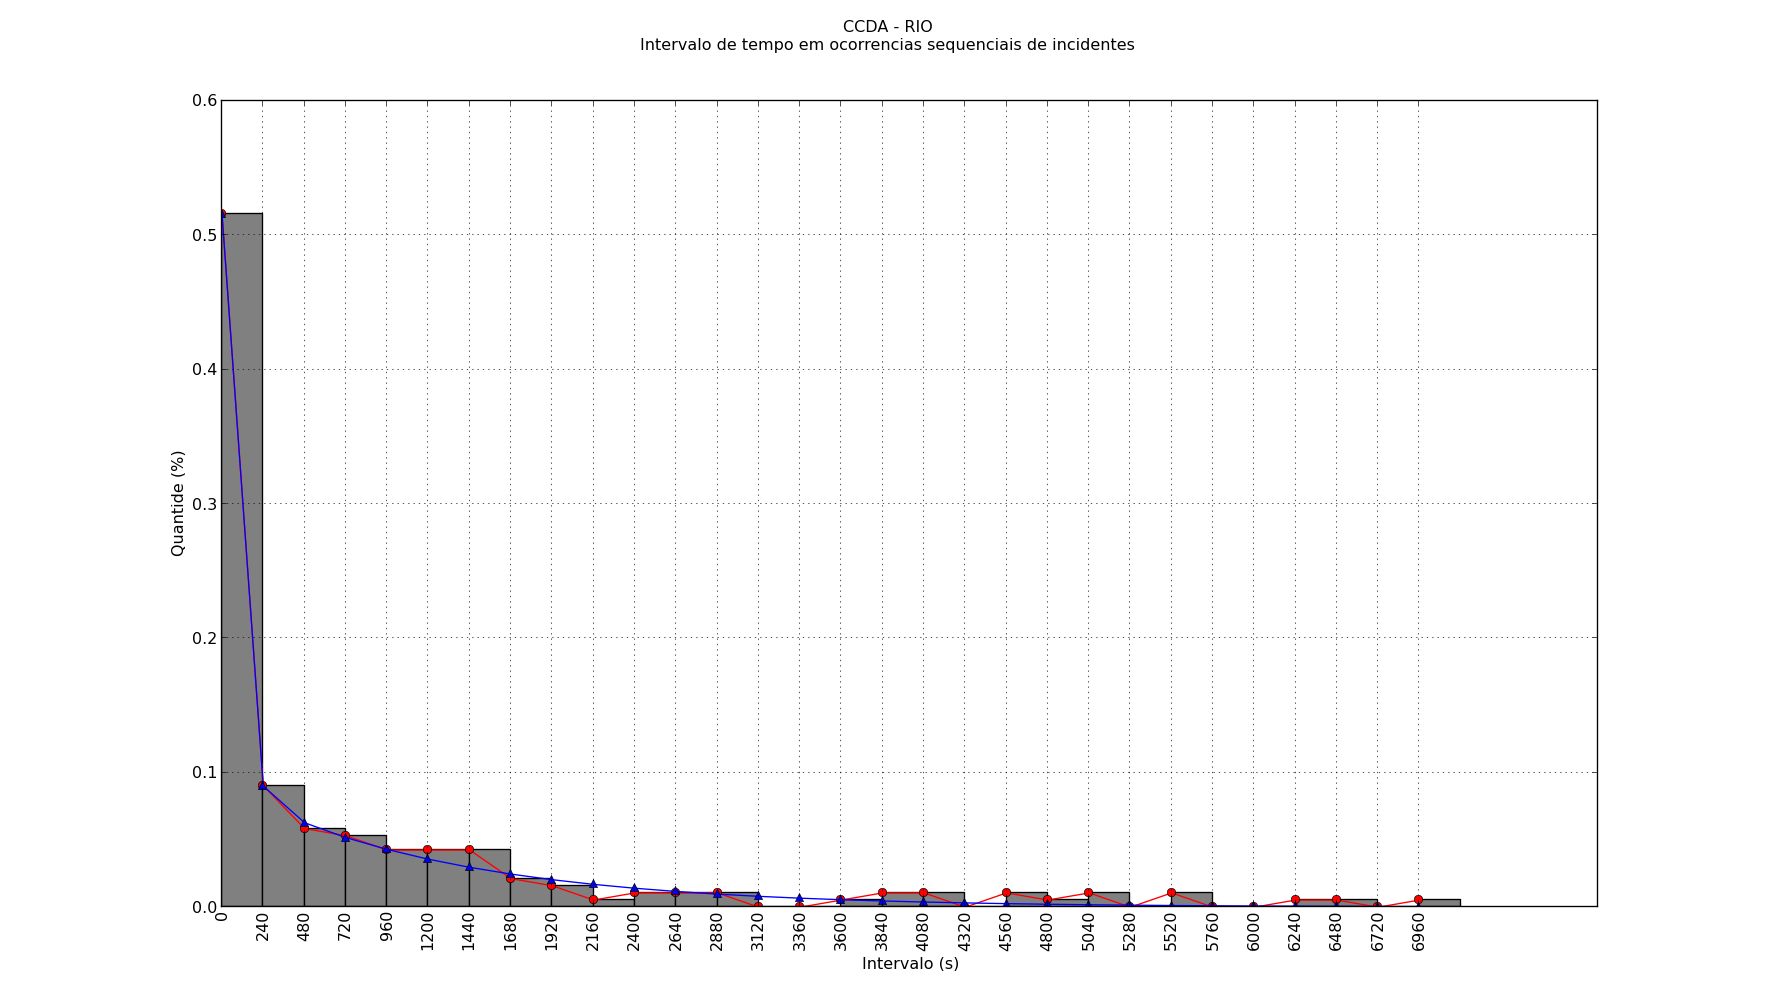 CCDA - RIO
Intervalo de tempo em ocorrencias sequenciais de incidentes
0.6
0.5
0.4
0.3
0.2
0.1
0.0
Quantide (%)
0 240 480 720 960 1200 1440 1680 1920 2160 2400 2640 2880 3120 3360 3600 3840 4080 4320 4560 4800 5040 5280 5520 5760 6000 6240 6480 6720 6960
Intervalo (s)